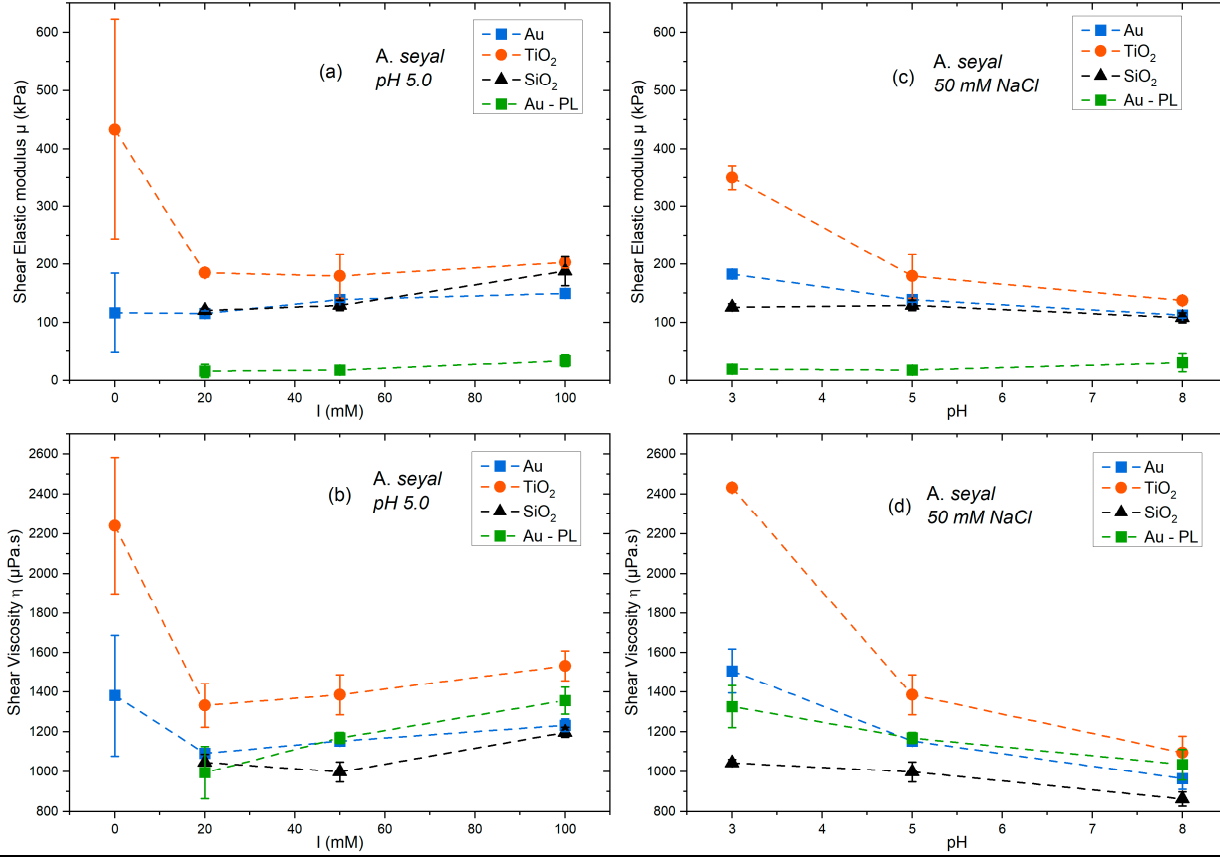 600
500
400
300
200
100
0
Shear Elastic modulus μ (kPa)
(a)
A. seyal
pH 5.0
Au
TiO₂
SiO₂
Au - PL
0 20 40 60 80 100
I (mM)
600
500
400
300
200
100
0
Shear Elastic modulus μ (kPa)
(c)
A. seyal
50 mM NaCl
Au
TiO₂
SiO₂
Au - PL
3 4 5 6 7 8
pH
2600
2400
2200
2000
1800
1600
1400
1200
1000
800
Shear Viscosity η (μPa.s)
(b)
A. seyal
pH 5.0
Au
TiO₂
SiO₂
Au - PL
0 20 40 60 80 100
I (mM)
2600
2400
2200
2000
1800
1600
1400
1200
1000
800
Shear Viscosity η (μPa.s)
(d)
A. seyal
50 mM NaCl
Au
TiO₂
SiO₂
Au - PL
3 4 5 6 7 8
pH